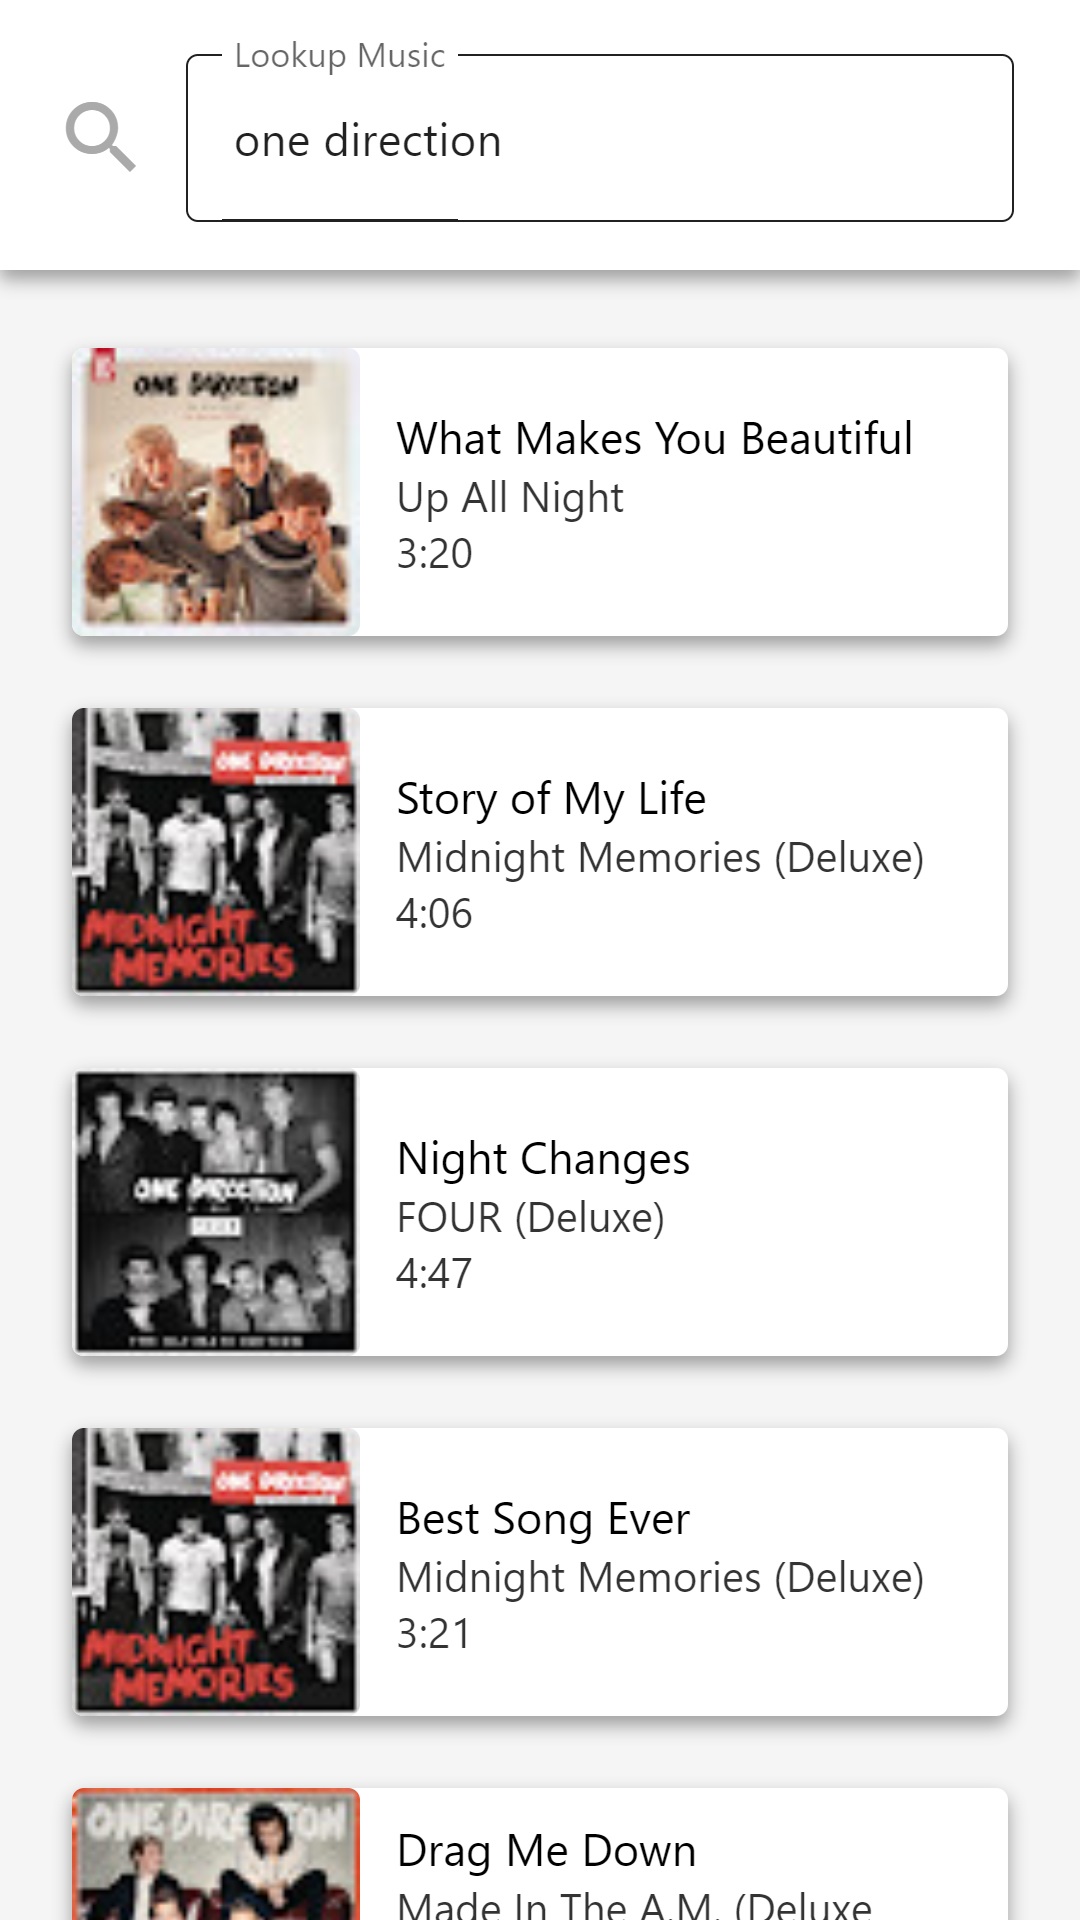 Lookup Music
one direction
ONE DIRECTION
What Makes You Beautiful
Up All Night
3:20
ONE DIRECTION
MIDNIGHT
MEMORIES
Story of My Life
Midnight Memories (Deluxe)
4:06
ONE DIRECTION
Night Changes
FOUR (Deluxe)
4:47
ONE DIRECTION
MIDNIGHT
MEMORIES
Best Song Ever
Midnight Memories (Deluxe)
3:21
ONE DIRECTION
Drag Me Down
Made In The A.M. (Deluxe